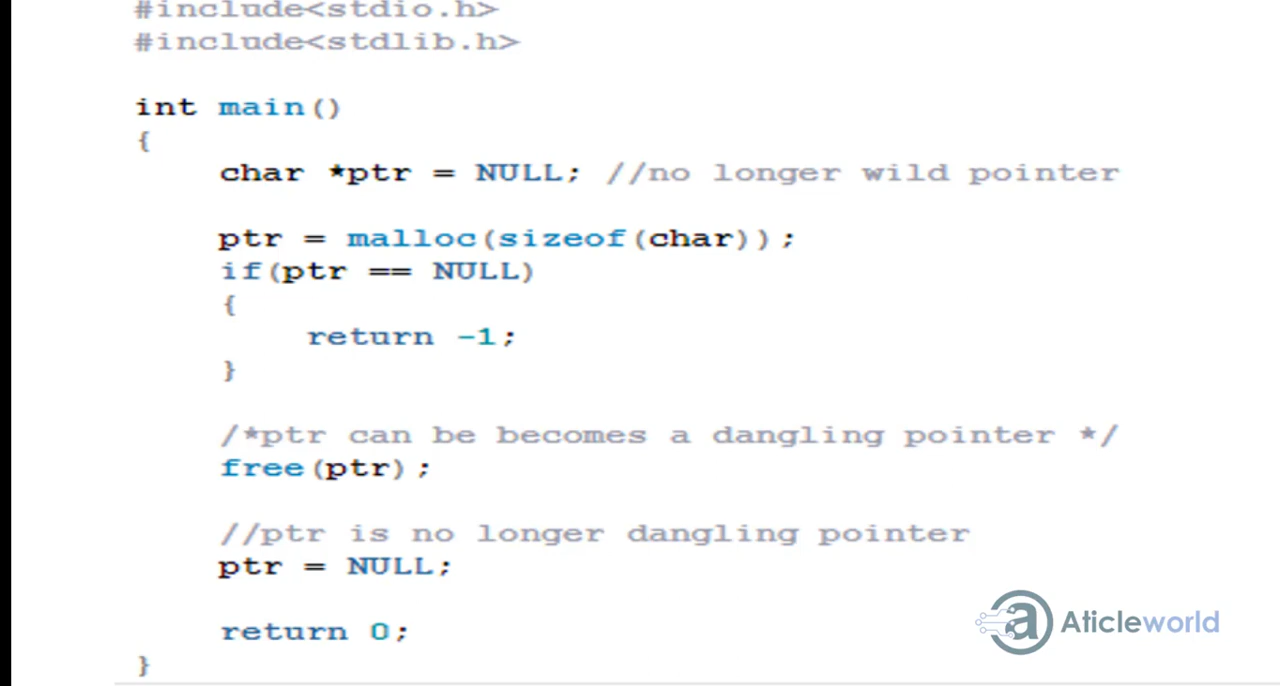 #include<stdio.h>
#include<stdlib.h>
int main()
{
char *ptr = NULL; //no longer wild pointer
ptr = malloc(sizeof(char));
if(ptr == NULL)
{
return -1;
}
/*ptr can be becomes a dangling pointer */
free(ptr);
//ptr is no longer dangling pointer
ptr = NULL;
return 0;
}
Aticleworld